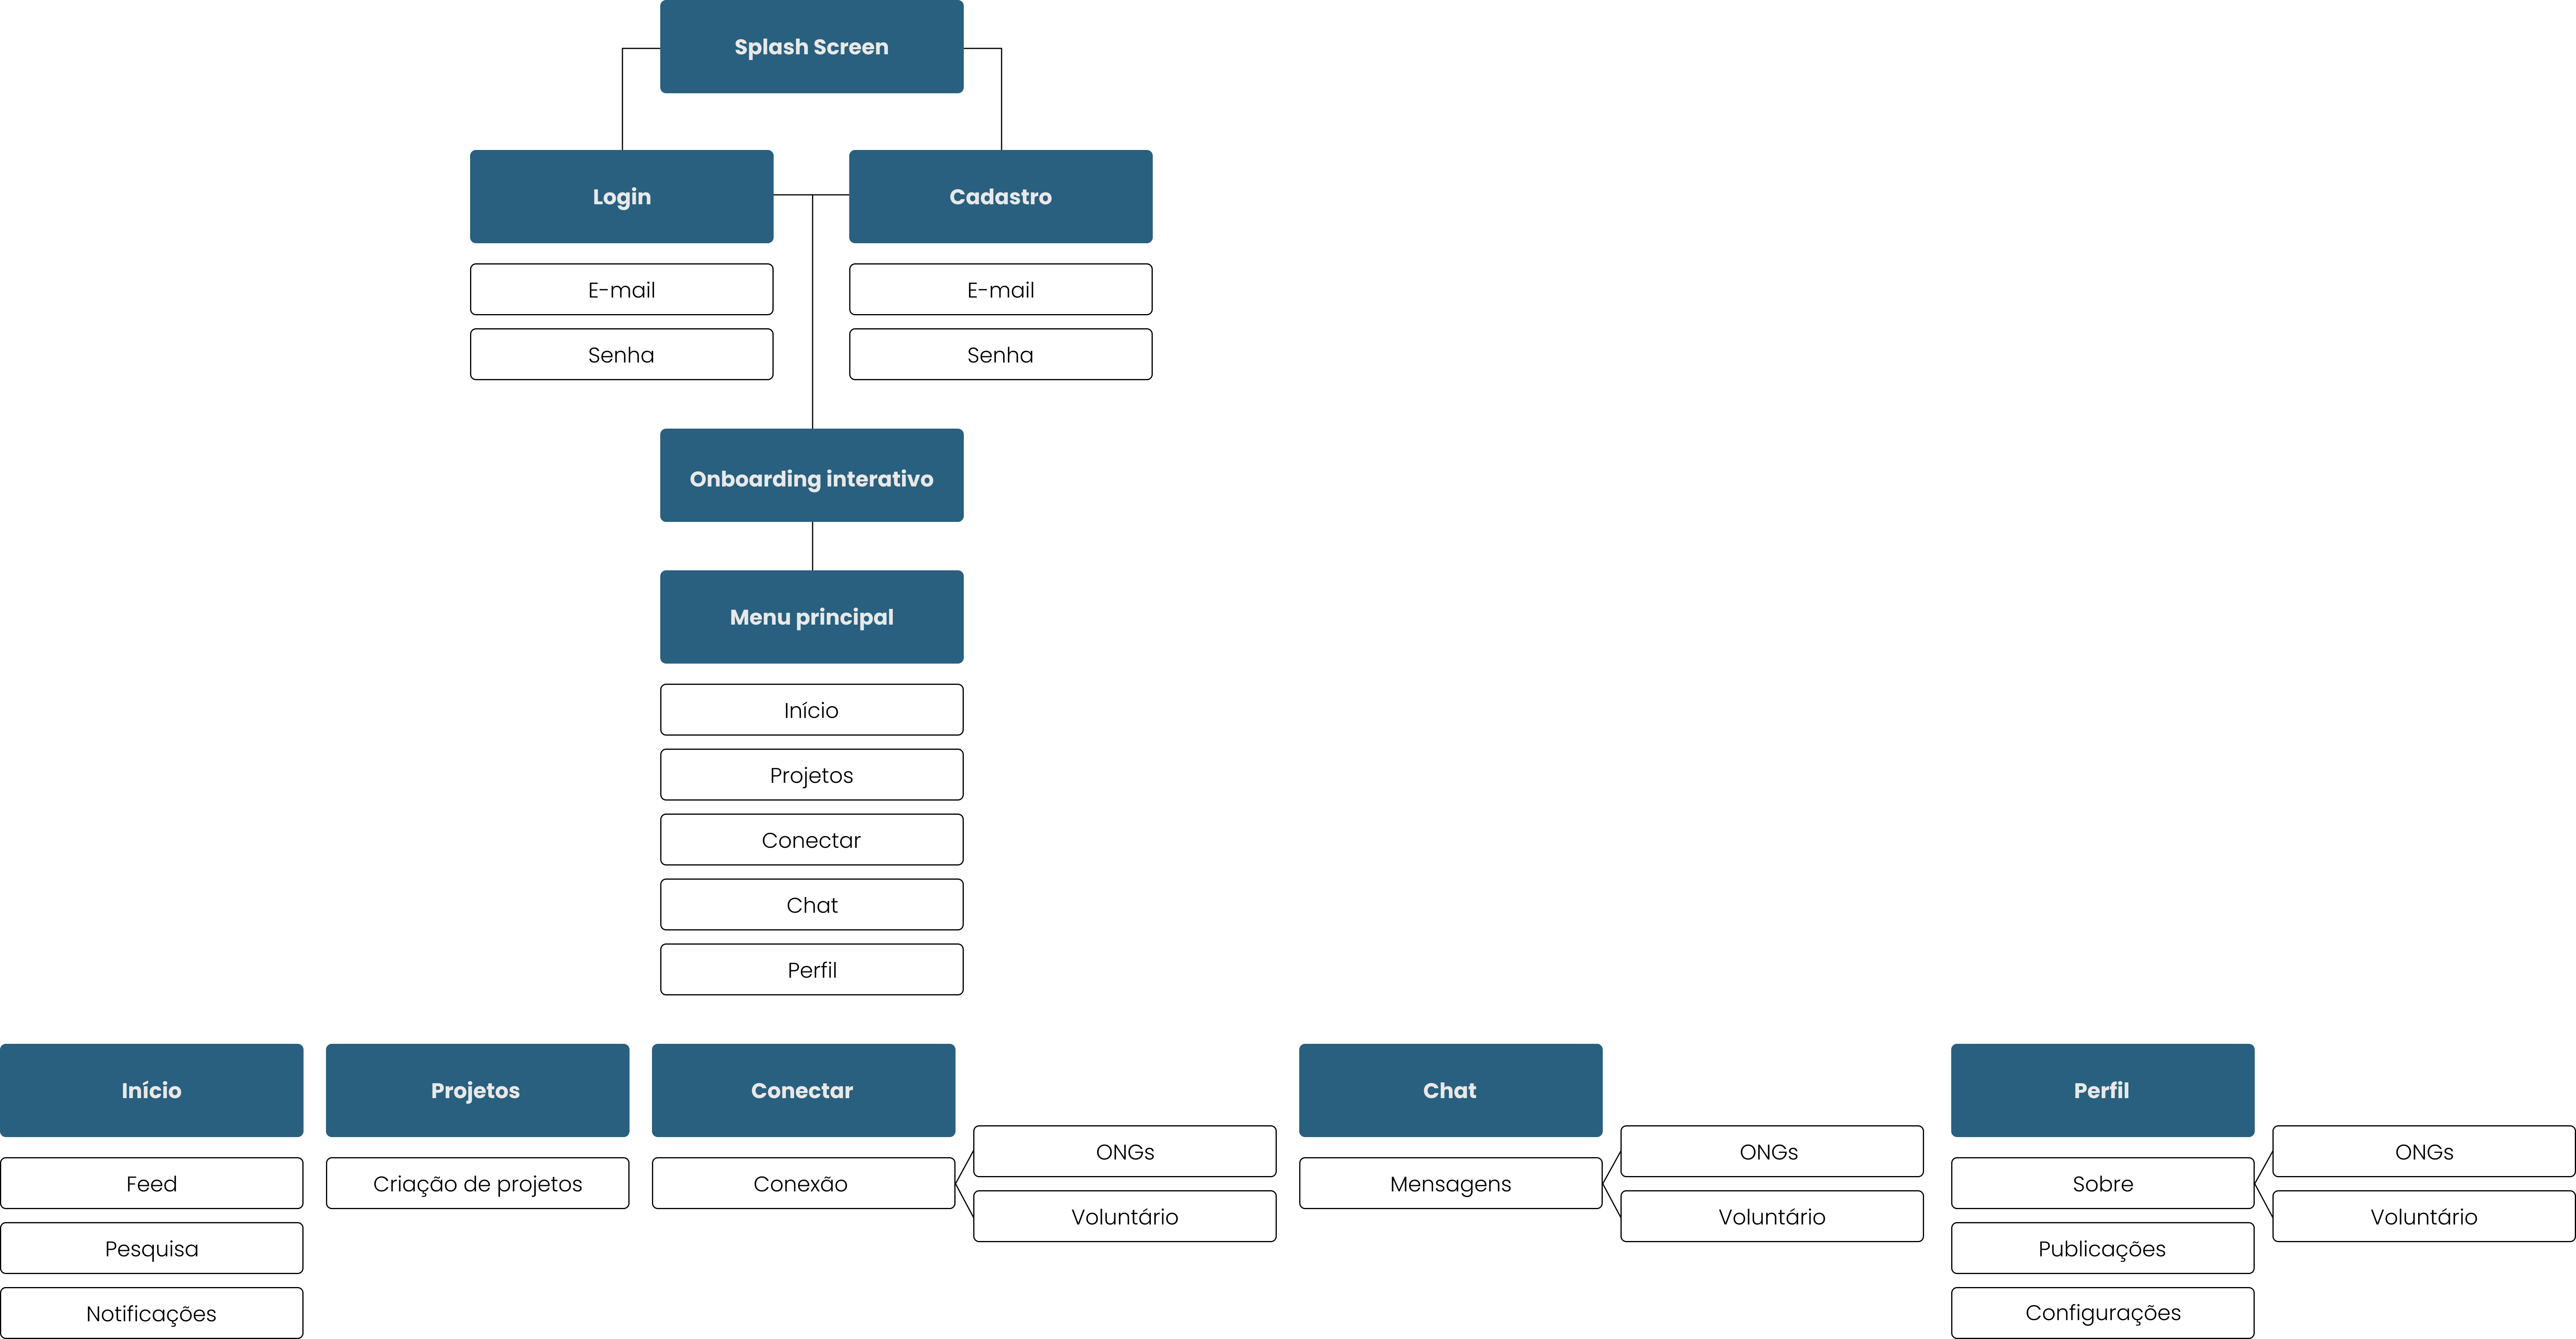 Splash Screen
Login
Cadastro
E-mail
E-mail
Senha
Senha
Onboarding interativo
Menu principal
Início
Projetos
Conectar
Chat
Perfil
Início
Feed
Pesquisa
Notificações
Projetos
Criação de projetos
Conectar
Conexão
ONGs
Voluntário
Chat
Mensagens
ONGs
Voluntário
Perfil
Sobre
ONGs
Voluntário
Publicações
Configurações